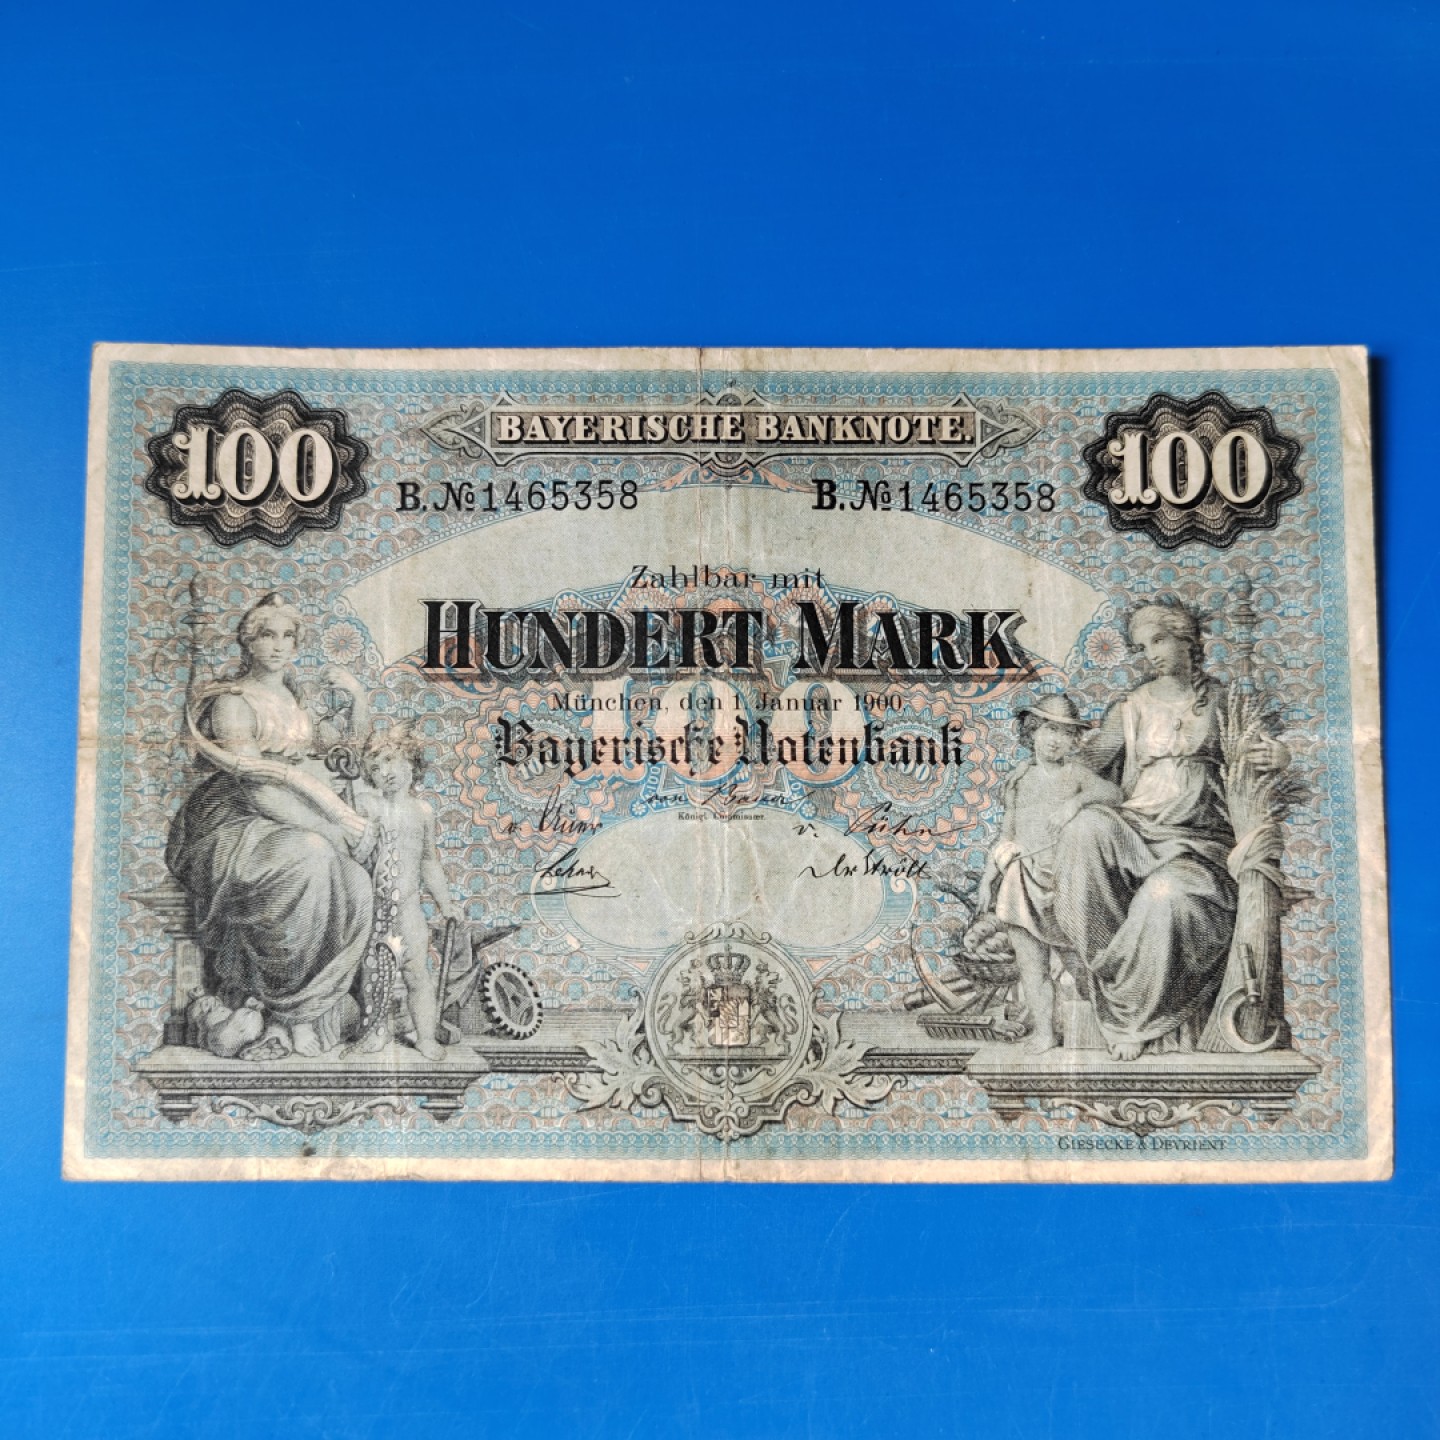 BAYERISCHE BANKNOTE.
100 100
B.№1465358 B.№1465358
Zahlbar mit
HUNDERT MARK
100
München, den 1. Januar 1900
Bayerische Notenbank
Königl. Commissaer.
GIESECKE & DEVRIENT